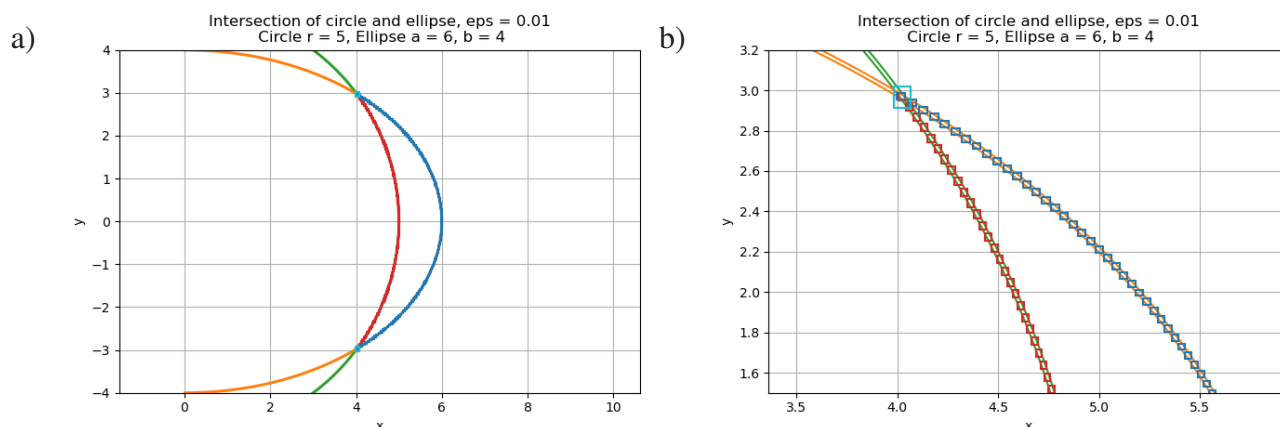 a)
Intersection of circle and ellipse, eps = 0.01
Circle r = 5, Ellipse a = 6, b = 4
4
3
2
1
0
−1
−2
−3
−4
y
0
2
4
6
8
10
x
b)
Intersection of circle and ellipse, eps = 0.01
Circle r = 5, Ellipse a = 6, b = 4
3.2
3.0
2.8
2.6
2.4
2.2
2.0
1.8
1.6
y
3.5
4.0
4.5
5.0
5.5
x